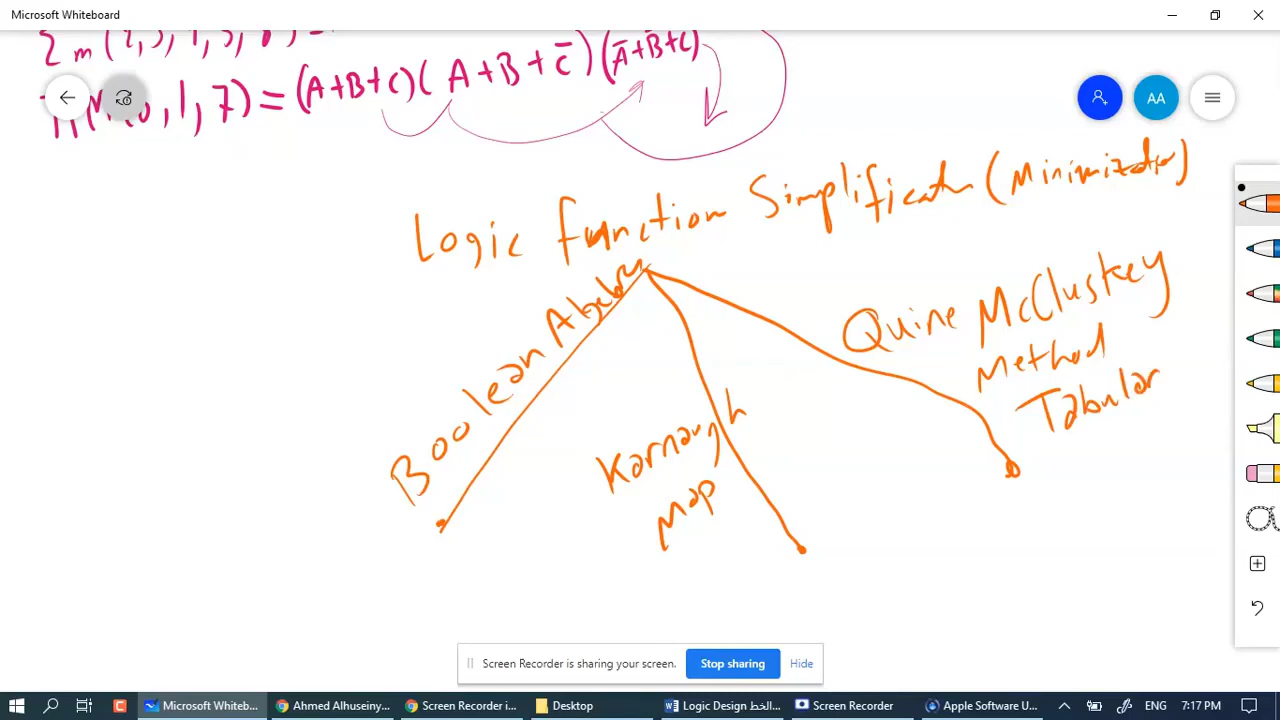 Microsoft Whiteboard
Π(M(0, 1, 7) = (A+B+C)(A+B+C̄)(Ā+B̄+C)
AA
Logic function Simplificatn (Minimization)
Boolean Algebra
Karnaugh
Map
Quine McCluskey
Method
Tabular
Screen Recorder is sharing your screen.
Stop sharing
Hide
Microsoft Whiteb...
Ahmed Alhuseiny...
Screen Recorder i...
Desktop
Logic Design الخط...
Screen Recorder
Apple Software U...
ENG
7:17 PM